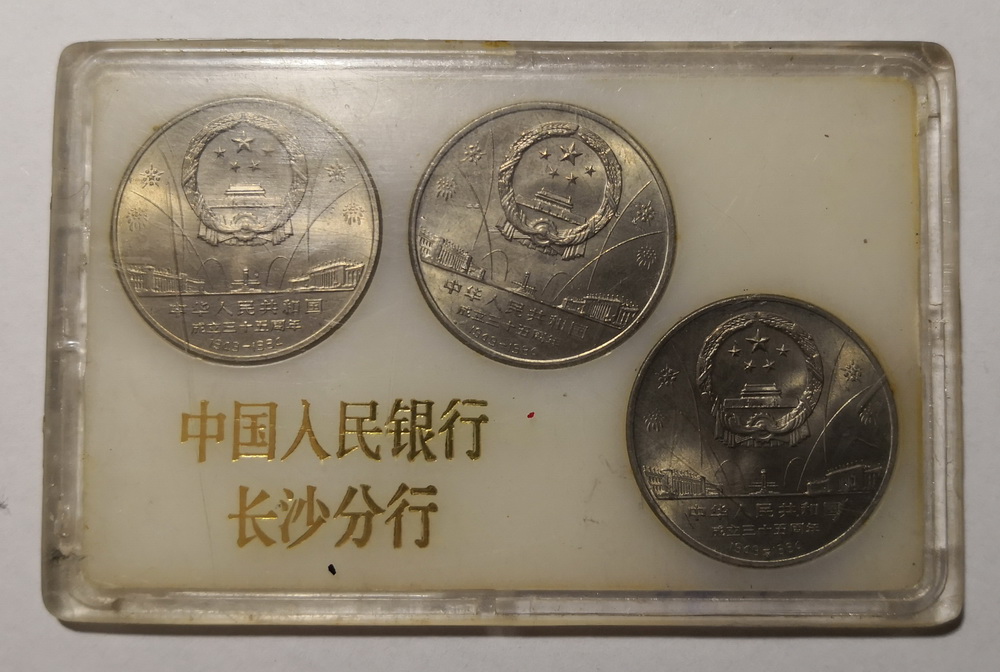 中华人民共和国
成立三十五周年
1949-1984
中华人民共和国
成立三十五周年
1949-1984
中华人民共和国
成立三十五周年
1949-1984
中国人民银行
长沙分行